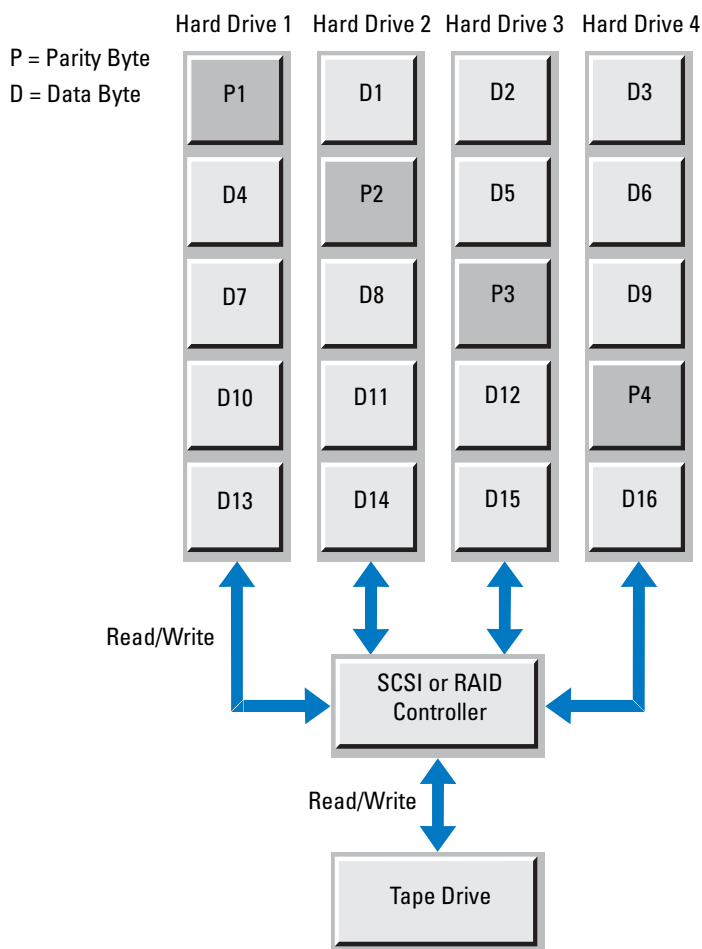 Hard Drive 1 Hard Drive 2 Hard Drive 3 Hard Drive 4
P = Parity Byte
D = Data Byte
P1 D1 D2 D3
D4 P2 D5 D6
D7 D8 P3 D9
D10 D11 D12 P4
D13 D14 D15 D16
Read/Write
SCSI or RAID
Controller
Read/Write
Tape Drive